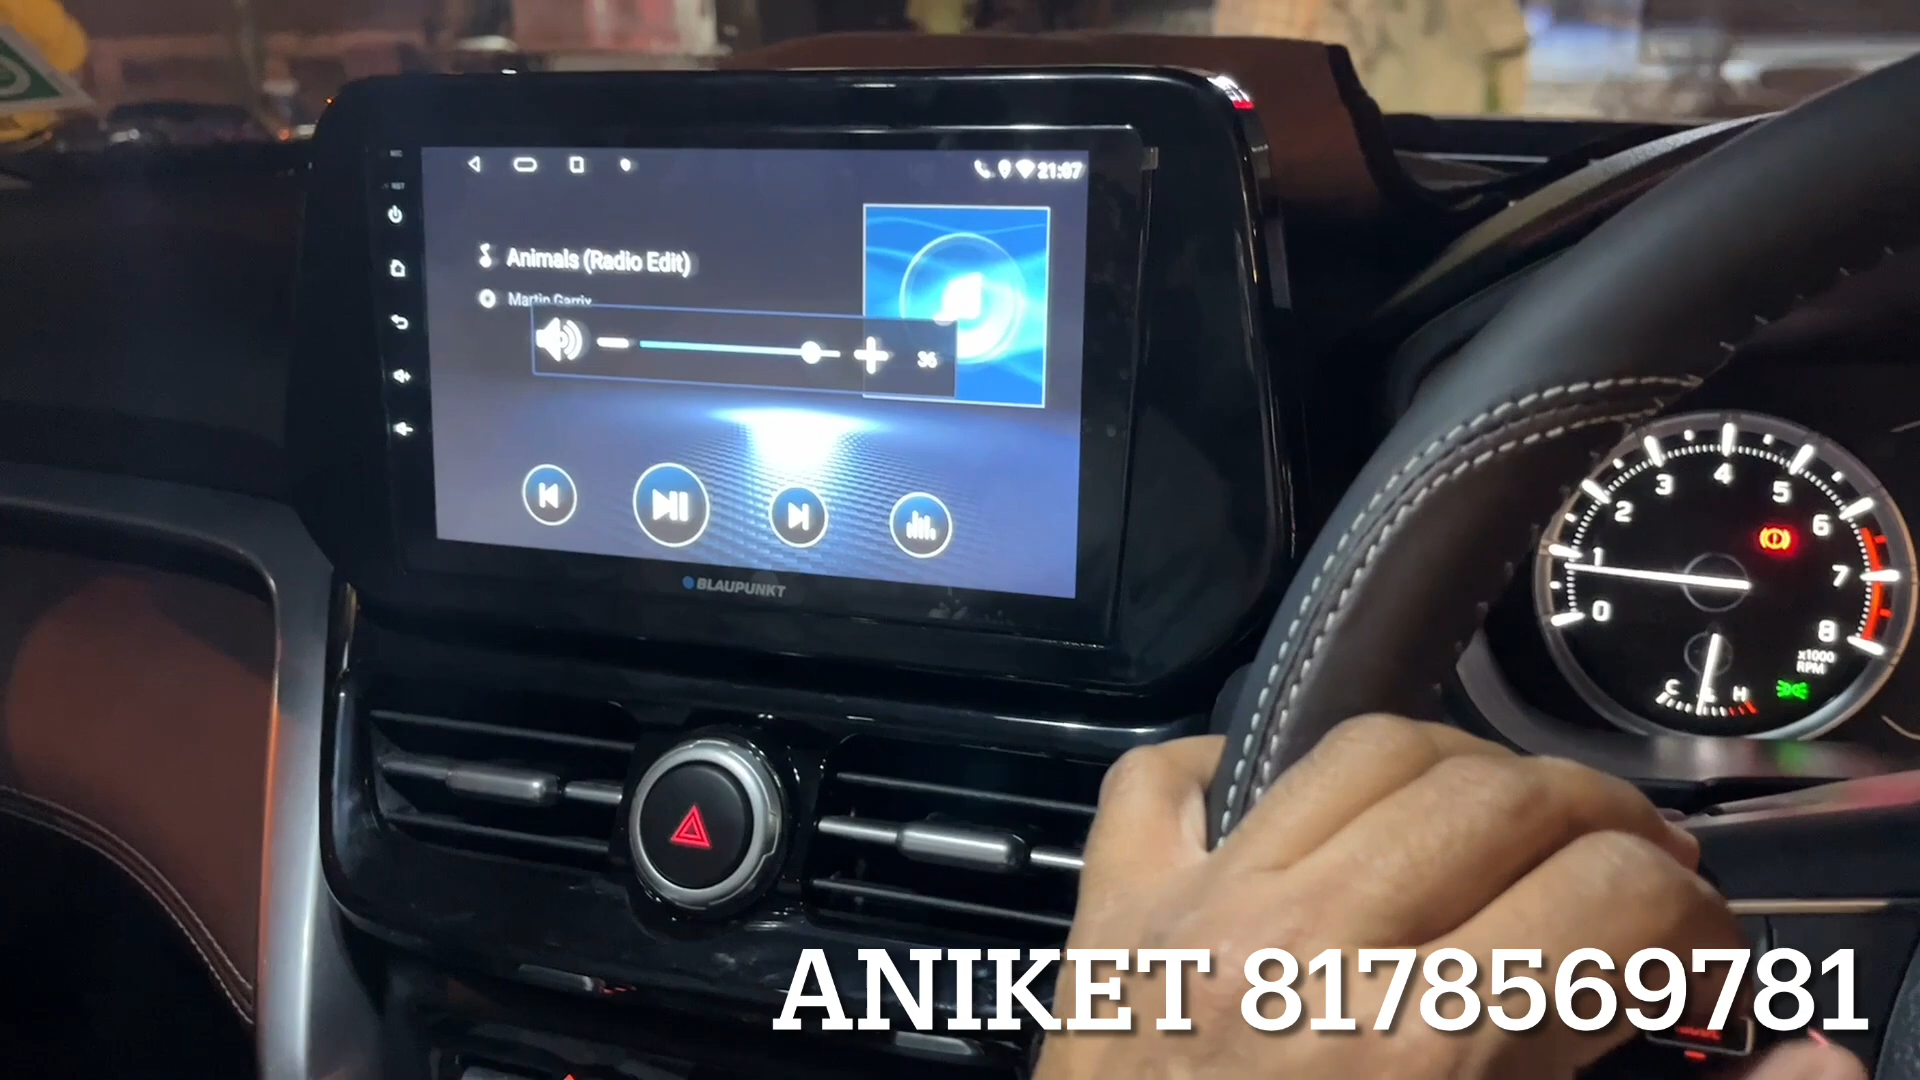 21:07
Animals (Radio Edit)
Martin Garrix
36
BLAUPUNKT
0
1
2
3
4
5
6
7
8
x1000
RPM
C
H
ANIKET 8178569781